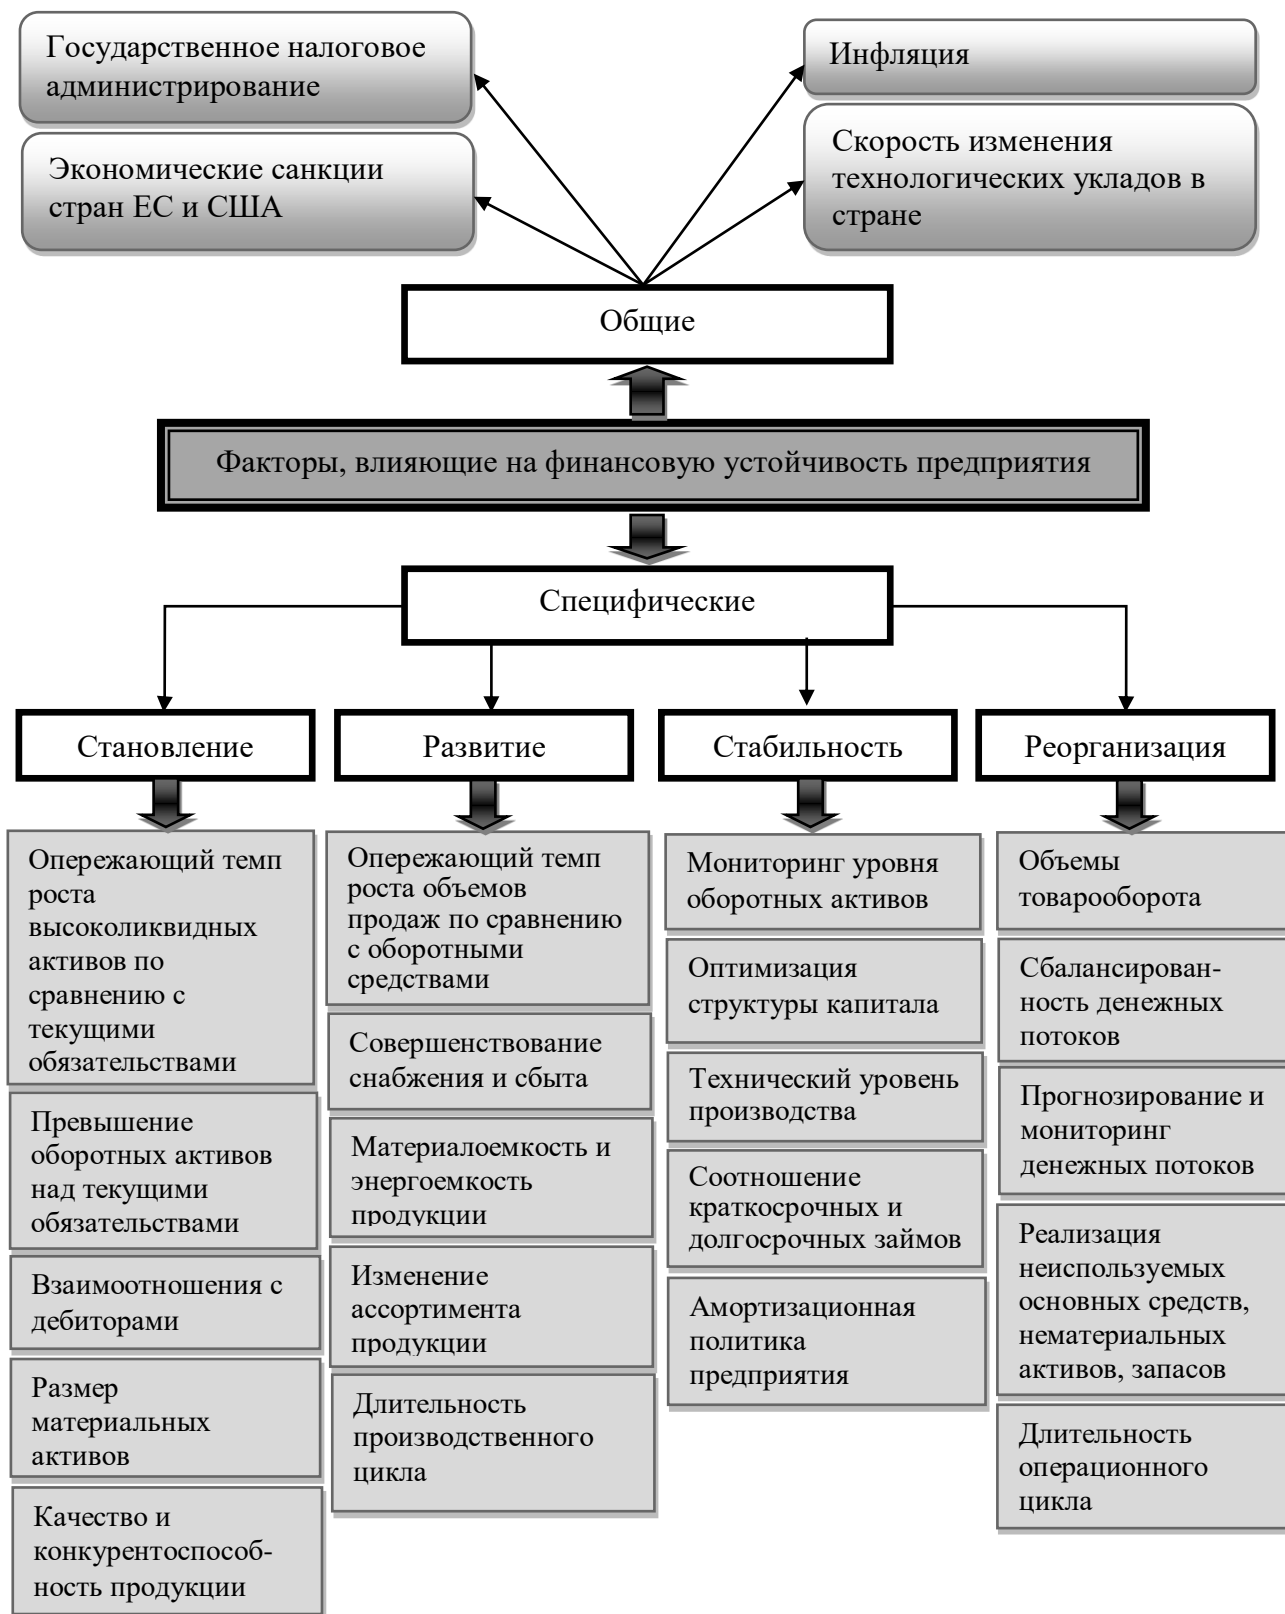 Государственное налоговое
администрирование
Экономические санкции
стран ЕС и США
Инфляция
Скорость изменения
технологических укладов в
стране
Общие
Факторы, влияющие на финансовую устойчивость предприятия
Специфические
Становление
Опережающий темп
роста
высоколиквидных
активов по
сравнению с
текущими
обязательствами
Превышение
оборотных активов
над текущими
обязательствами
Взаимоотношения с
дебиторами
Размер
материальных
активов
Качество и
конкурентоспособ-
ность продукции
Развитие
Опережающий темп
роста объемов
продаж по сравнению
с оборотными
средствами
Совершенствование
снабжения и сбыта
Материалоемкость и
энергоемкость
продукции
Изменение
ассортимента
продукции
Длительность
производственного
цикла
Стабильность
Мониторинг уровня
оборотных активов
Оптимизация
структуры капитала
Технический уровень
производства
Соотношение
краткосрочных и
долгосрочных займов
Амортизационная
политика
предприятия
Реорганизация
Объемы
товарооборота
Сбалансирован-
ность денежных
потоков
Прогнозирование и
мониторинг
денежных потоков
Реализация
неиспользуемых
основных средств,
нематериальных
активов, запасов
Длительность
операционного
цикла